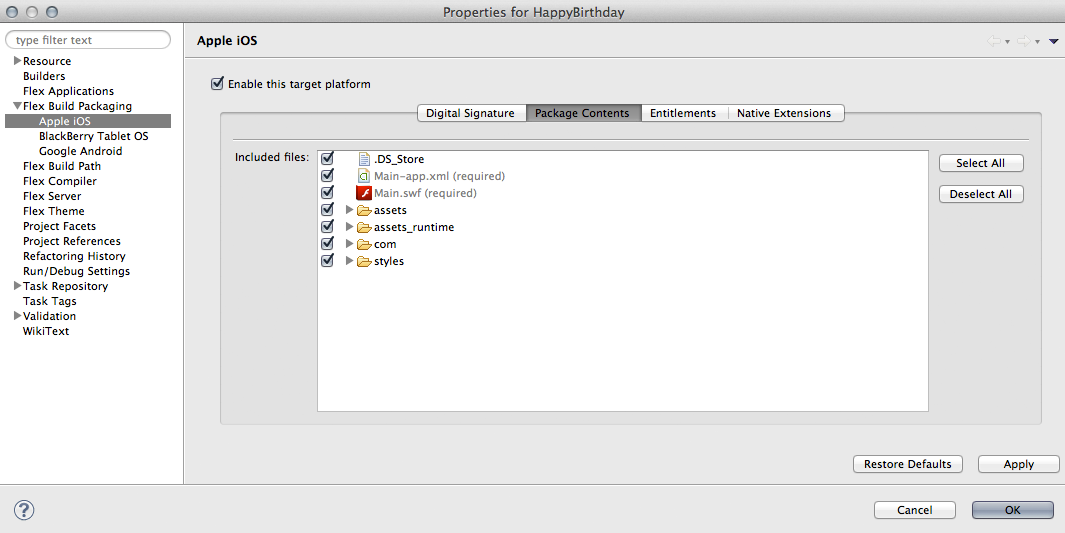 Properties for HappyBirthday
type filter text
Apple iOS
Resource
Builders
Flex Applications
Flex Build Packaging
Apple iOS
BlackBerry Tablet OS
Google Android
Flex Build Path
Flex Compiler
Flex Server
Flex Theme
Project Facets
Project References
Refactoring History
Run/Debug Settings
Task Repository
Task Tags
Validation
WikiText
Enable this target platform
Digital Signature Package Contents Entitlements Native Extensions
Included files:
.DS_Store
Main-app.xml (required)
Main.swf (required)
assets
assets_runtime
com
styles
Select All
Deselect All
Restore Defaults Apply
? Cancel OK